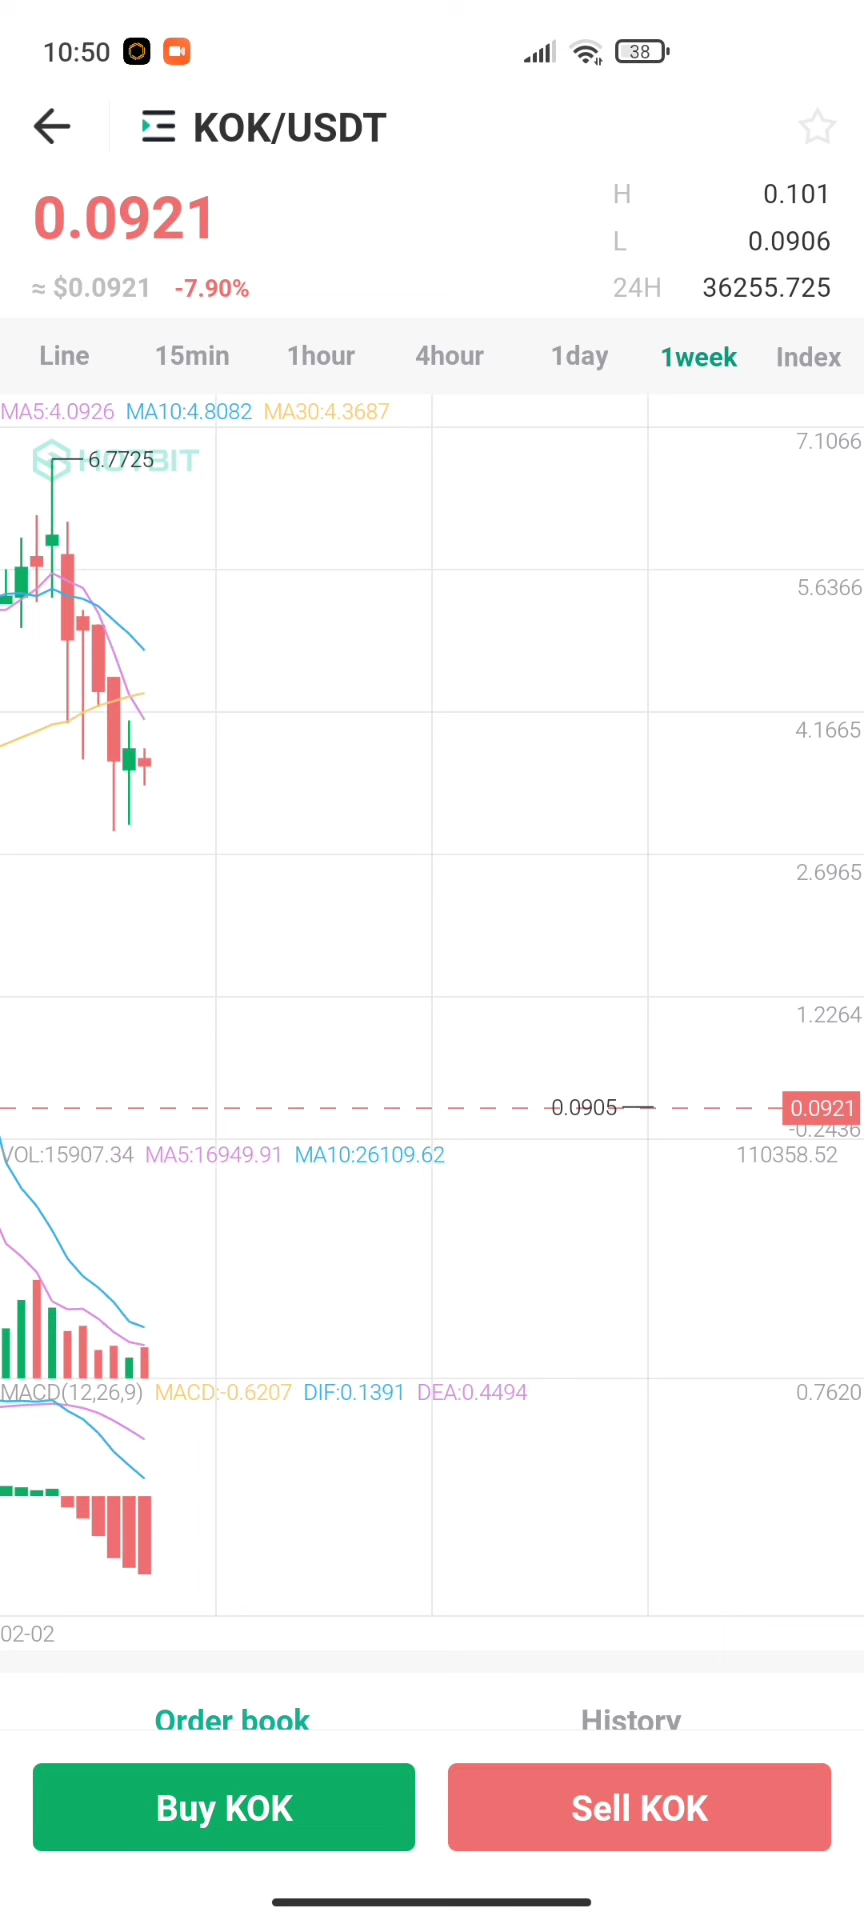 10:50 38
KOK/USDT
0.0921
≈ $0.0921 -7.90%
H 0.101
L 0.0906
24H 36255.725
Line 15min 1hour 4hour 1day 1week Index
MA5:4.0926 MA10:4.8082 MA30:4.3687
7.1066
HOTBIT
6.7725
5.6366
4.1665
2.6965
1.2264
0.0905 0.0921
-0.2436
VOL:15907.34 MA5:16949.91 MA10:26109.62 110358.52
MACD(12,26,9) MACD:-0.6207 DIF:0.1391 DEA:0.4494 0.7620
02-02
Order book History
Buy KOK Sell KOK